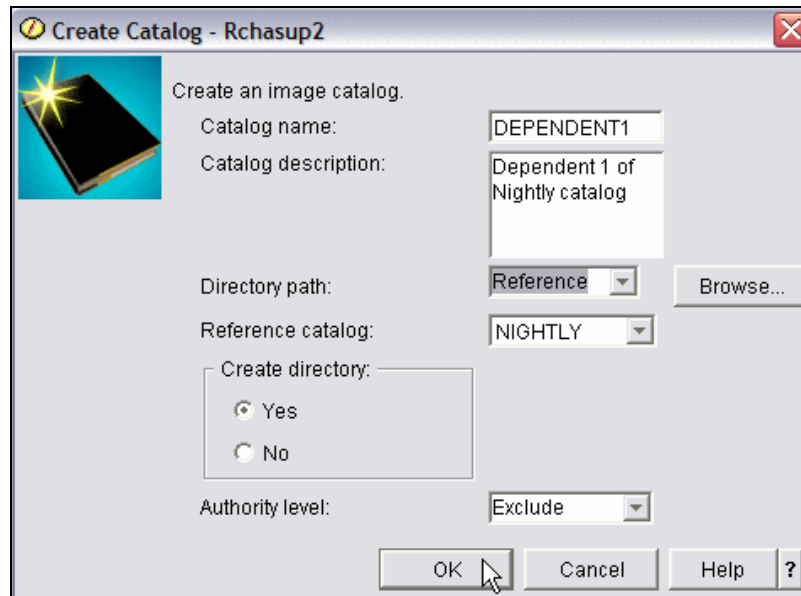 Create Catalog - Rchasup2
Create an image catalog.
Catalog name: DEPENDENT1
Catalog description: Dependent 1 of
Nightly catalog
Directory path: Reference Browse...
Reference catalog: NIGHTLY
Create directory:
Yes
No
Authority level: Exclude
OK Cancel Help ?